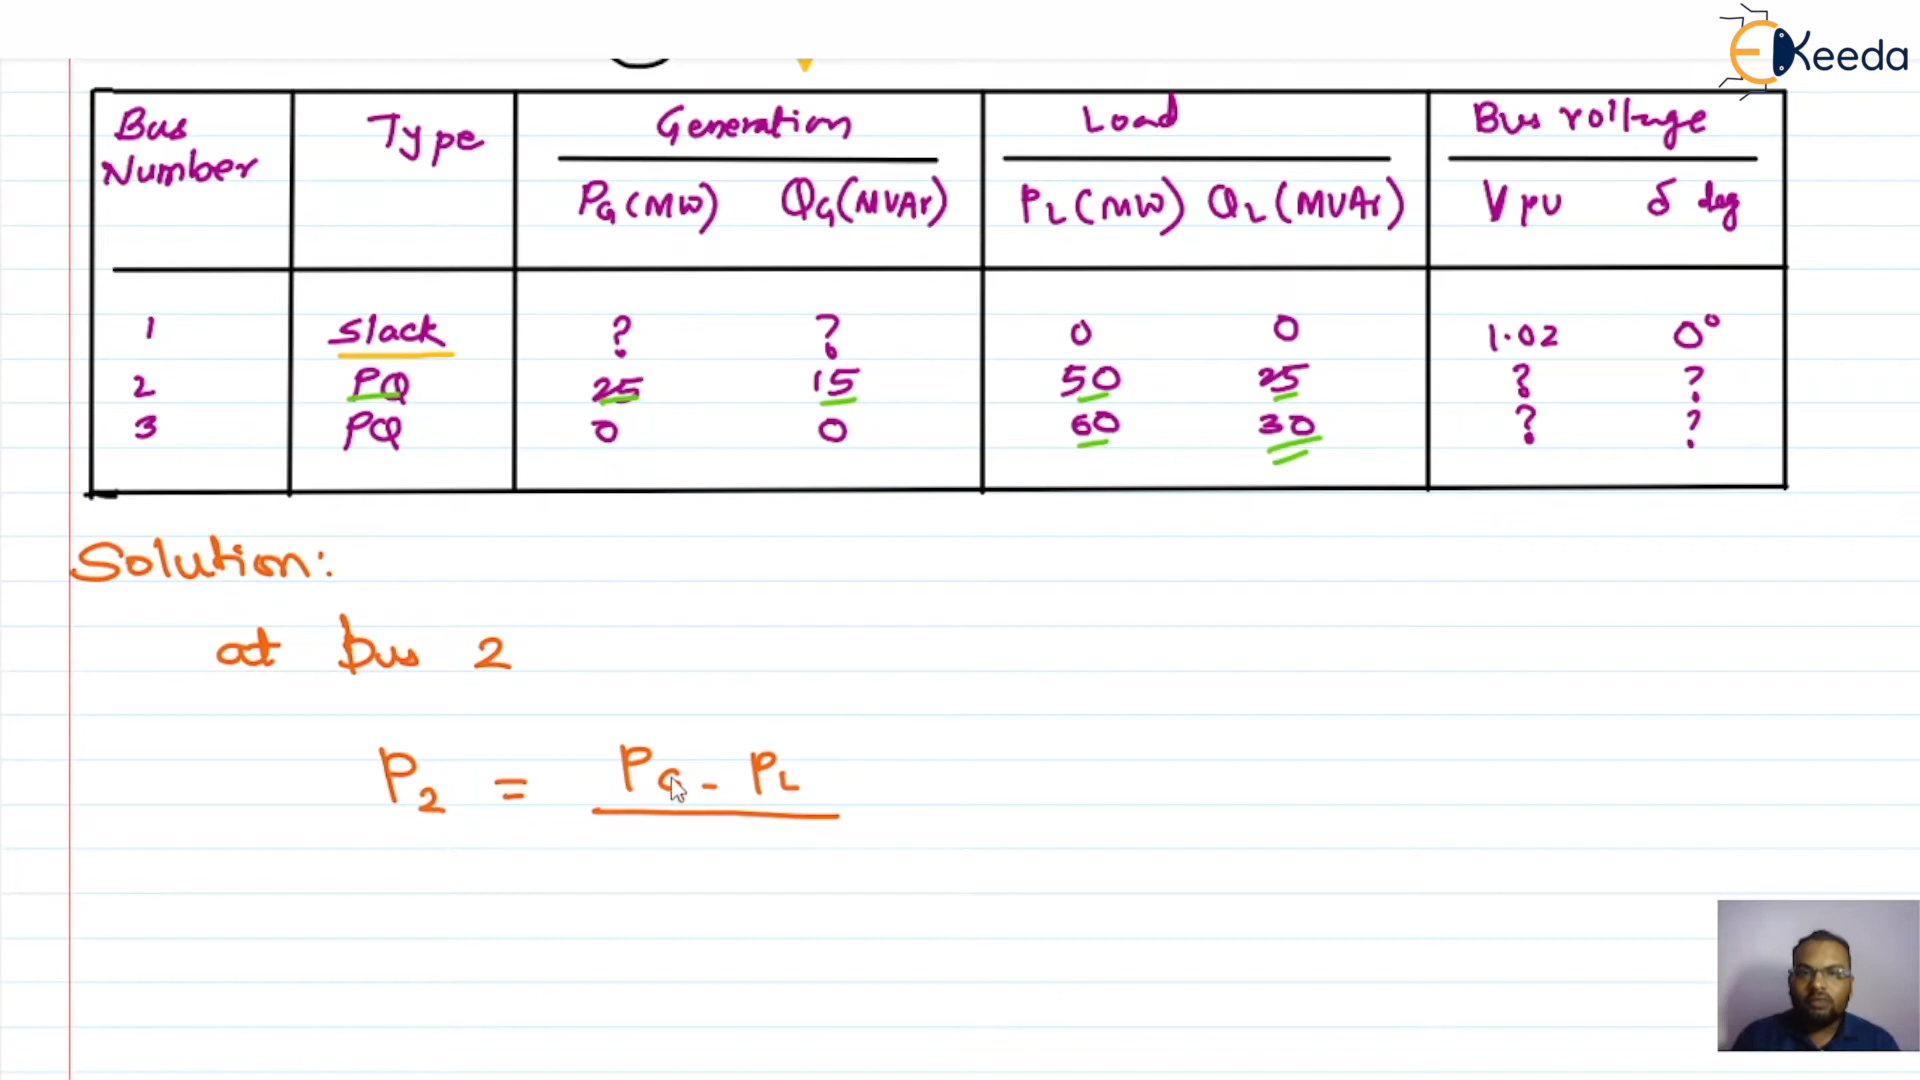 EKeeda
Bus Number Type Generation Load Bus voltage
PG(MW) QG(MVAr) PL(MW) QL(MVAr) V pu δ deg
1 Slack ? ? 0 0 1.02 0°
2 PQ 25 15 50 25 ? ?
3 PQ 0 0 60 30 ? ?
Solution:
at bus 2
P2 = PG - PL